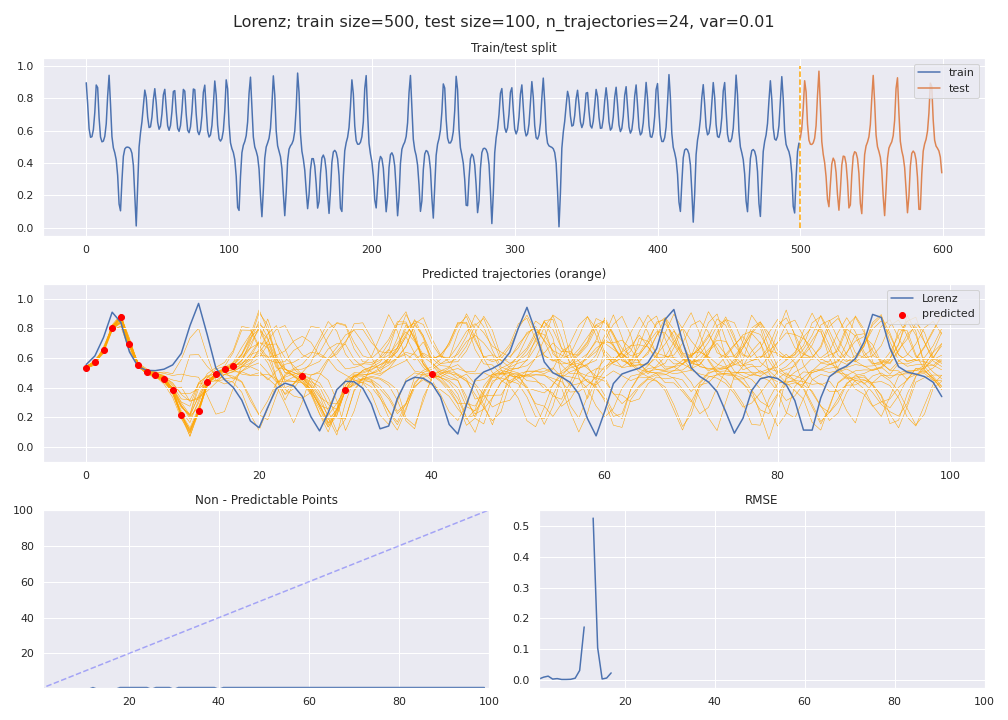 Lorenz; train size=500, test size=100, n_trajectories=24, var=0.01
Train/test split
1.0
0.8
0.6
0.4
0.2
0.0
train
test
0 100 200 300 400 500 600
Predicted trajectories (orange)
1.0
0.8
0.6
0.4
0.2
0.0
Lorenz
predicted
0 20 40 60 80 100
Non - Predictable Points
100
80
60
40
20
20 40 60 80 100
RMSE
0.5
0.4
0.3
0.2
0.1
0.0
20 40 60 80 100